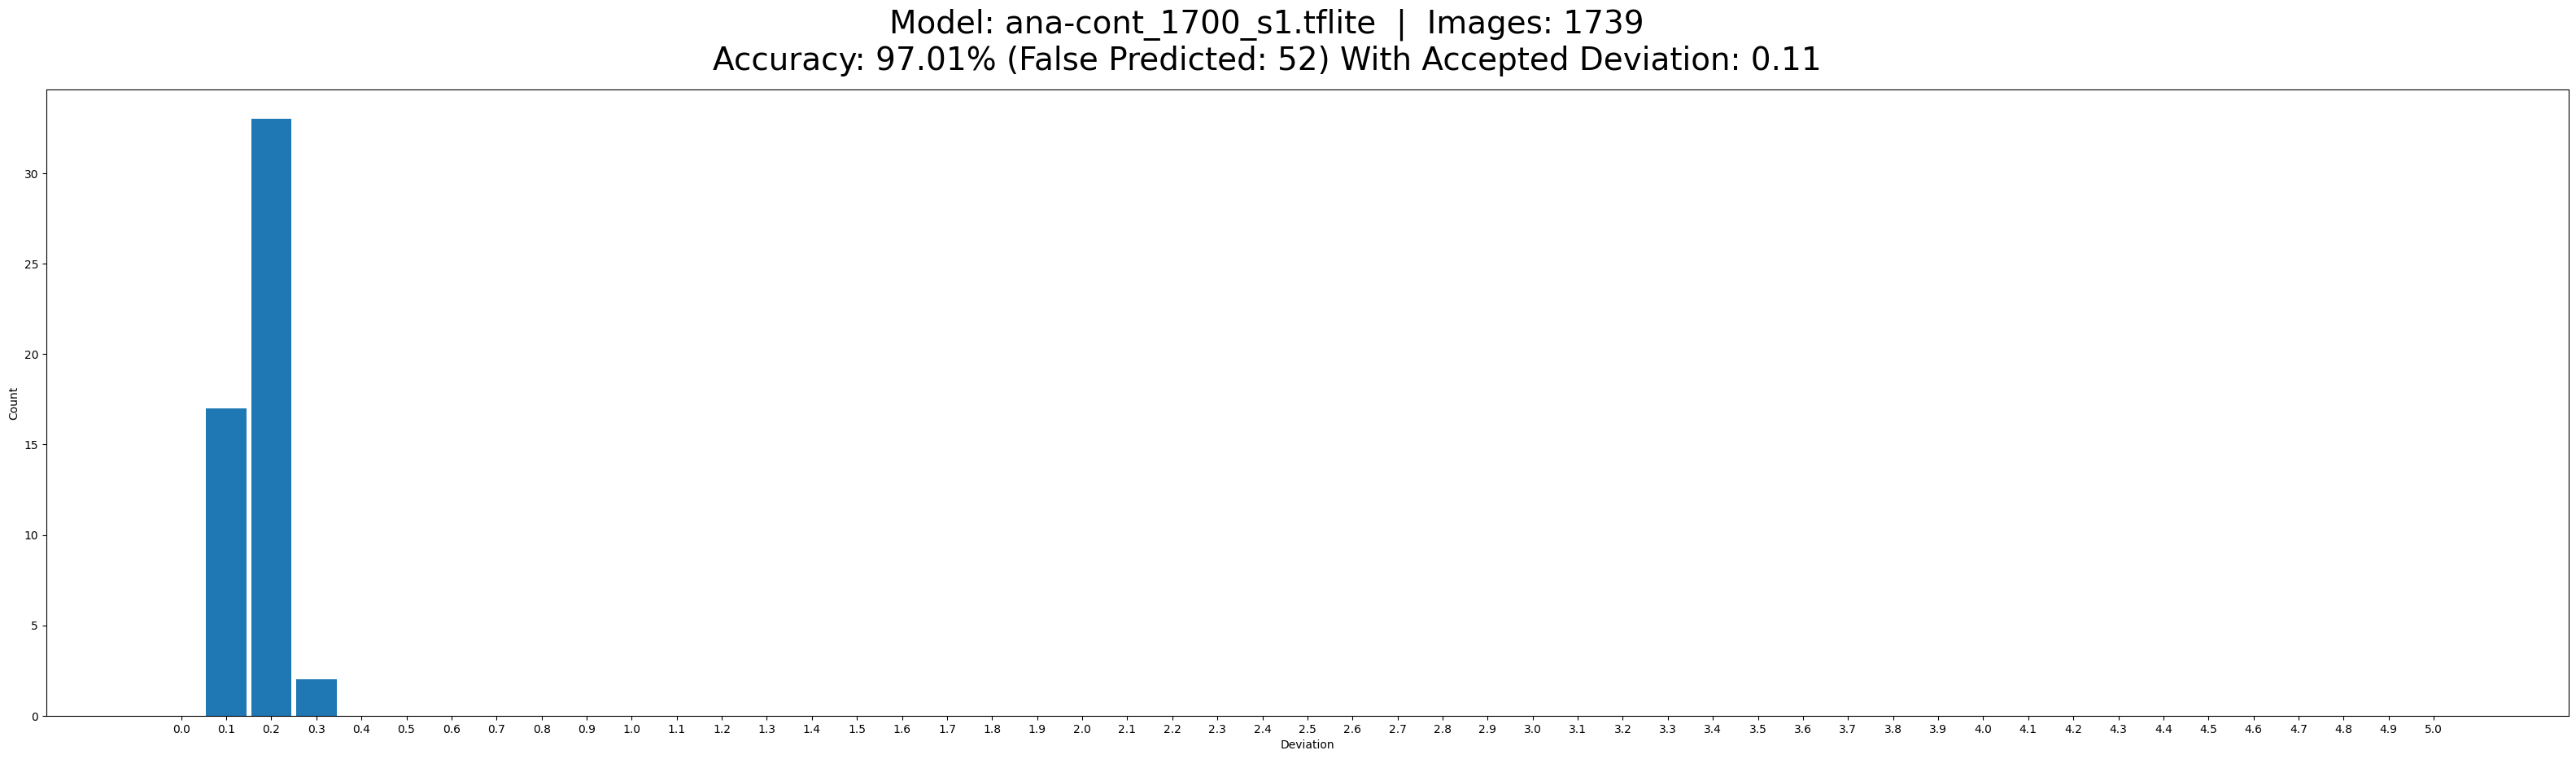 Model: ana-cont_1700_s1.tflite | Images: 1739
Accuracy: 97.01% (False Predicted: 52) With Accepted Deviation: 0.11
30
25
20
Count
15
10
5
0
0.0 0.1 0.2 0.3 0.4 0.5 0.6 0.7 0.8 0.9 1.0 1.1 1.2 1.3 1.4 1.5 1.6 1.7 1.8 1.9 2.0 2.1 2.2 2.3 2.4 2.5 2.6 2.7 2.8 2.9 3.0 3.1 3.2 3.3 3.4 3.5 3.6 3.7 3.8 3.9 4.0 4.1 4.2 4.3 4.4 4.5 4.6 4.7 4.8 4.9 5.0
Deviation